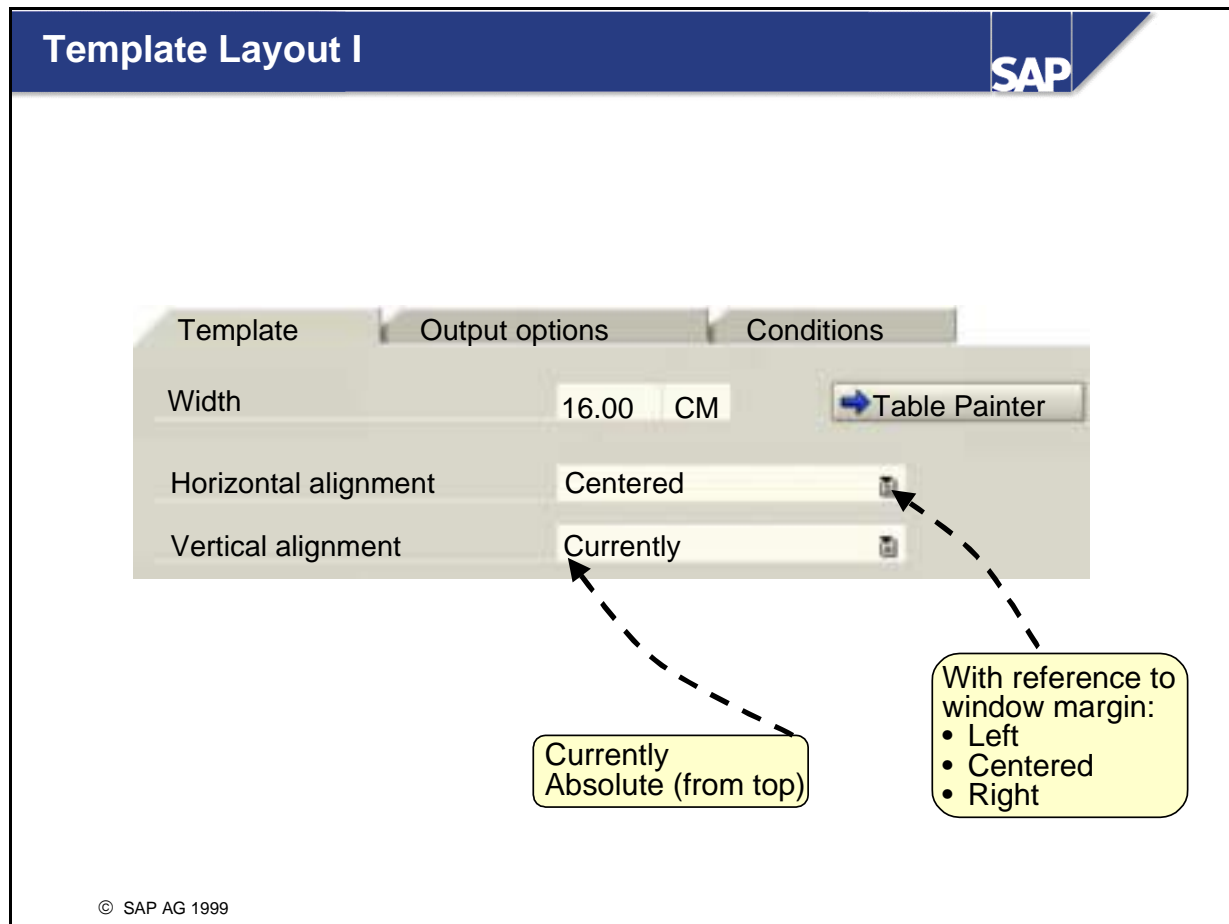 Template Layout I
SAP
Template Output options Conditions
Width 16.00 CM Table Painter
Horizontal alignment Centered
Vertical alignment Currently
Currently
Absolute (from top)
With reference to
window margin:
• Left
• Centered
• Right
© SAP AG 1999